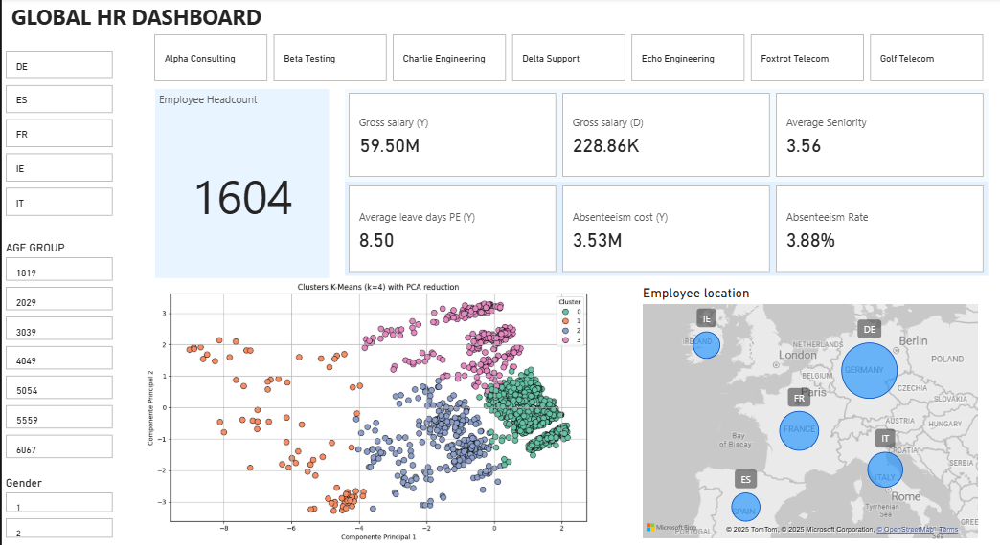 GLOBAL HR DASHBOARD
DE
ES
FR
IE
IT
AGE GROUP
1819
2029
3039
4049
5054
5559
6067
Gender
1
2
Alpha Consulting
Beta Testing
Charlie Engineering
Delta Support
Echo Engineering
Foxtrot Telecom
Golf Telecom
Employee Headcount
1604
Gross salary (Y)
59.50M
Gross salary (D)
228.86K
Average Seniority
3.56
Average leave days PE (Y)
8.50
Absenteeism cost (Y)
3.53M
Absenteeism Rate
3.88%
Clusters K-Means (k=4) with PCA reduction
Cluster
0
1
2
3
Componente Principal 2
3
2
1
0
−1
−2
−3
−8
−6
−4
−2
0
2
Componente Principal 1
Employee location
IE
IRELAND
DE
Berlin
NETHERLANDS
London
GERMANY
POLAND
BELGIUM
Paris
CZECHIA
FR
SLOVAKIA
FRANCE
AUSTRIA
HUNGARY
Bay
of Biscay
IT
CROATIA
SERBIA
ITALY
ES
Rome
SPAIN
Tyrrhenian
Sea
GREE
Microsoft Bing
PORTUGAL
© 2025 TomTom, © 2025 Microsoft Corporation, © OpenStreetMap Terms
Sea